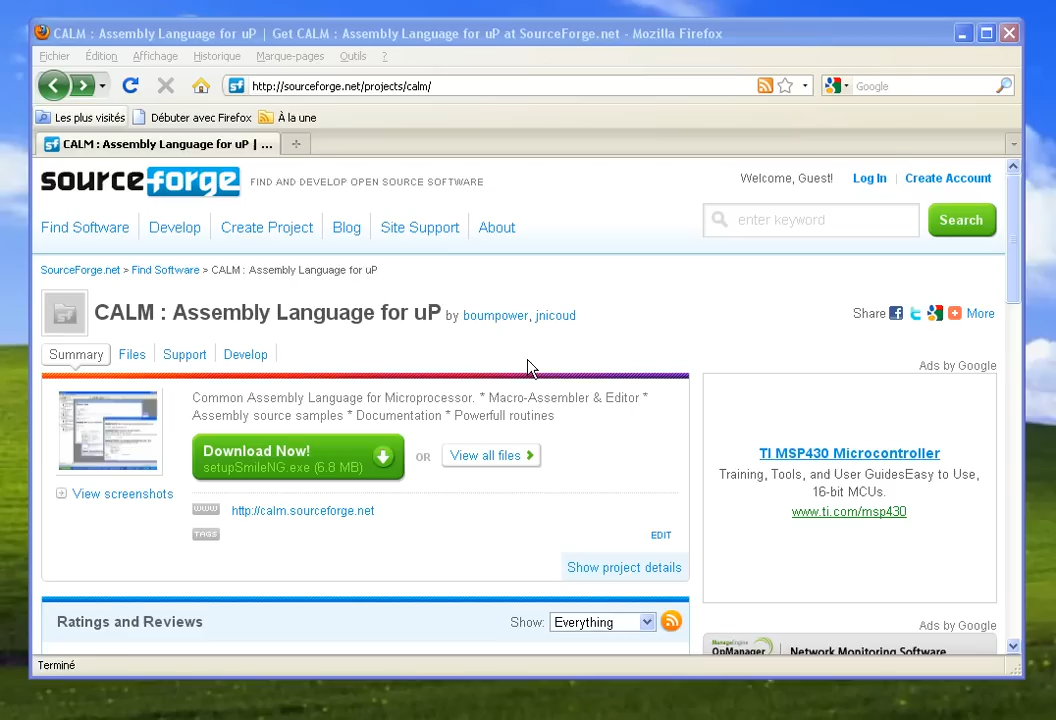 CALM : Assembly Language for uP | Get CALM : Assembly Language for uP at SourceForge.net - Mozilla Firefox
Fichier Édition Affichage Historique Marque-pages Outils ?
http://sourceforge.net/projects/calm/ Google
Les plus visités Débuter avec Firefox À la une
CALM : Assembly Language for uP | ...
sourceforge FIND AND DEVELOP OPEN SOURCE SOFTWARE Welcome, Guest! Log In Create Account
Find Software Develop Create Project Blog Site Support About enter keyword Search
SourceForge.net > Find Software > CALM : Assembly Language for uP
CALM : Assembly Language for uP by boumpower, jnicoud Share More
Summary Files Support Develop
Ads by Google
Common Assembly Language for Microprocessor. * Macro-Assembler & Editor *
Assembly source samples * Documentation * Powerfull routines
Download Now!
setupSmileNG.exe (6.8 MB)
OR View all files
View screenshots
WWW http://calm.sourceforge.net
TAGS
EDIT
Show project details
TI MSP430 Microcontroller
Training, Tools, and User GuidesEasy to Use,
16-bit MCUs.
www.ti.com/msp430
Ratings and Reviews Show: Everything
Ads by Google
ManageEngine
OpManager Network Monitoring Software
Terminé